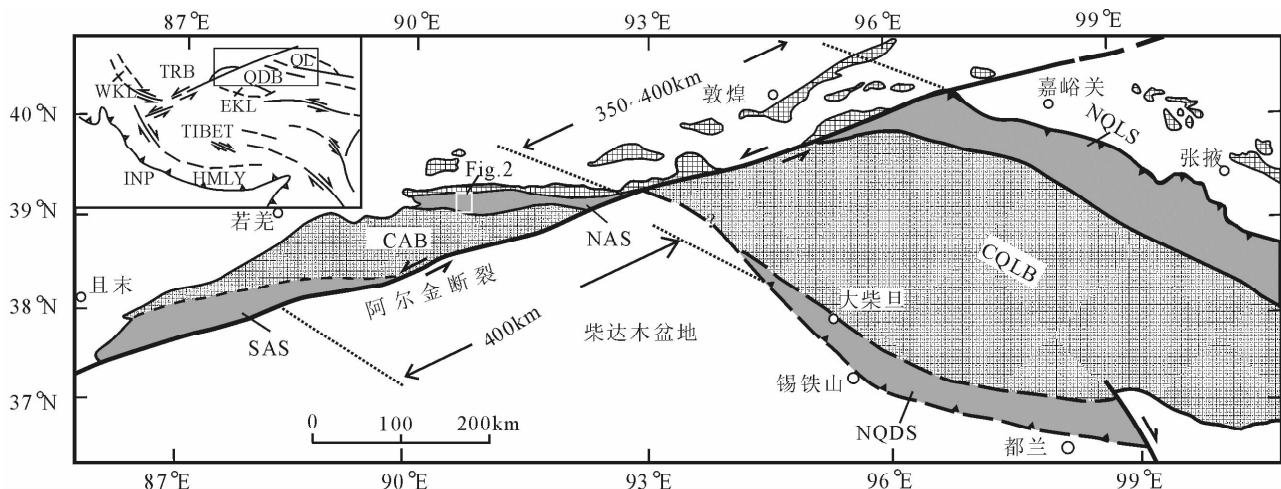 87°E
90°E
93°E
96°E
99°E
40°N
39°N
38°N
37°N
WKL
TRB
QL
QDB
EKL
TIBET
INP
HMLY
350-400km
敦煌
嘉峪关
NQLS
张掖
Fig.2
若羌
CAB
NAS
且末
阿尔金断裂
CQLB
大柴旦
SAS
400km
柴达木盆地
锡铁山
0 100 200km
NQDS
都兰
87°E
90°E
93°E
96°E
99°E